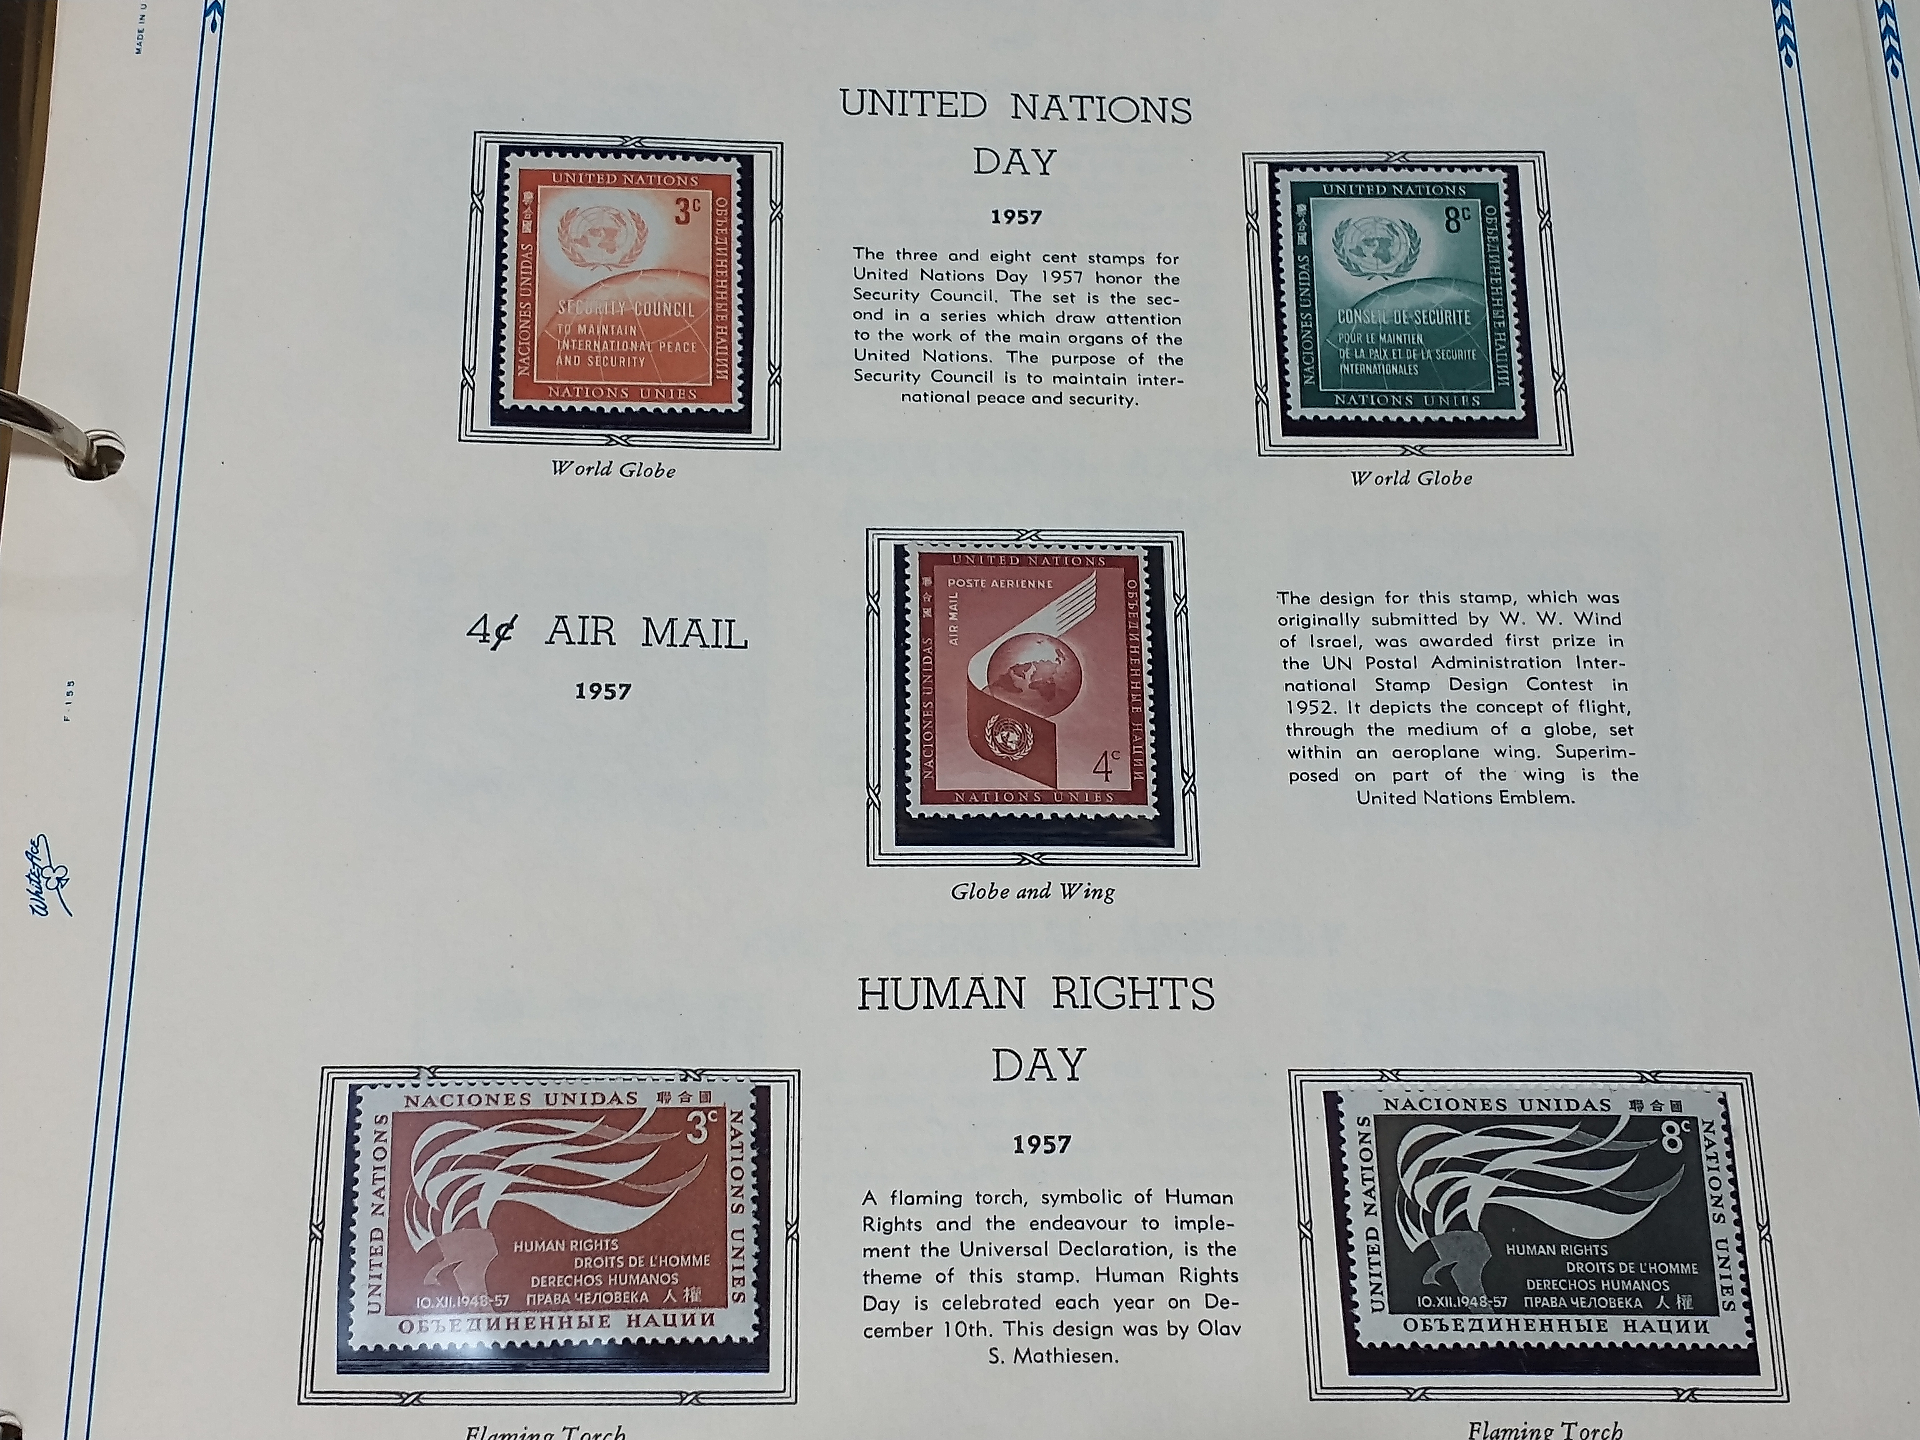 MADE IN U
UNITED NATIONS
DAY
1957
The three and eight cent stamps for
United Nations Day 1957 honor the
Security Council. The set is the sec-
ond in a series which draw attention
to the work of the main organs of the
United Nations. The purpose of the
Security Council is to maintain inter-
national peace and security.
UNITED NATIONS
3c
NACIONES UNIDAS
ОБЪЕДИНЕННЫЕ НАЦИИ
SECURITY COUNCIL
TO MAINTAIN
INTERNATIONAL PEACE
AND SECURITY
NATIONS UNIES
World Globe
UNITED NATIONS
8c
NACIONES UNIDAS
ОБЪЕДИНЕННЫЕ НАЦИИ
CONSEIL DE SECURITE
POUR LE MAINTIEN
DE LA PAIX ET DE LA SECURITE
INTERNATIONALES
NATIONS UNIES
World Globe
4¢ AIR MAIL
1957
UNITED NATIONS
POSTE AERIENNE
AIR MAIL
NACIONES UNIDAS
聯合國
ОБЪЕДИНЕННЫЕ НАЦИИ
4c
NATIONS UNIES
Globe and Wing
The design for this stamp, which was
originally submitted by W. W. Wind
of Israel, was awarded first prize in
the UN Postal Administration Inter-
national Stamp Design Contest in
1952. It depicts the concept of flight,
through the medium of a globe, set
within an aeroplane wing. Superim-
posed on part of the wing is the
United Nations Emblem.
F-155
White Ace
HUMAN RIGHTS
DAY
1957
A flaming torch, symbolic of Human
Rights and the endeavour to imple-
ment the Universal Declaration, is the
theme of this stamp. Human Rights
Day is celebrated each year on De-
cember 10th. This design was by Olav
S. Mathiesen.
NACIONES UNIDAS 聯合國
3c
UNITED NATIONS
NATIONS UNIES
HUMAN RIGHTS
DROITS DE L'HOMME
DERECHOS HUMANOS
10.XII.1948-57 ПРАВА ЧЕЛОВЕКА 人權
ОБЪЕДИНЕННЫЕ НАЦИИ
Flaming Torch
NACIONES UNIDAS 聯合國
8c
UNITED NATIONS
NATIONS UNIES
HUMAN RIGHTS
DROITS DE L'HOMME
DERECHOS HUMANOS
10.XII.1948-57 ПРАВА ЧЕЛОВЕКА 人權
ОБЪЕДИНЕННЫЕ НАЦИИ
Flaming Torch